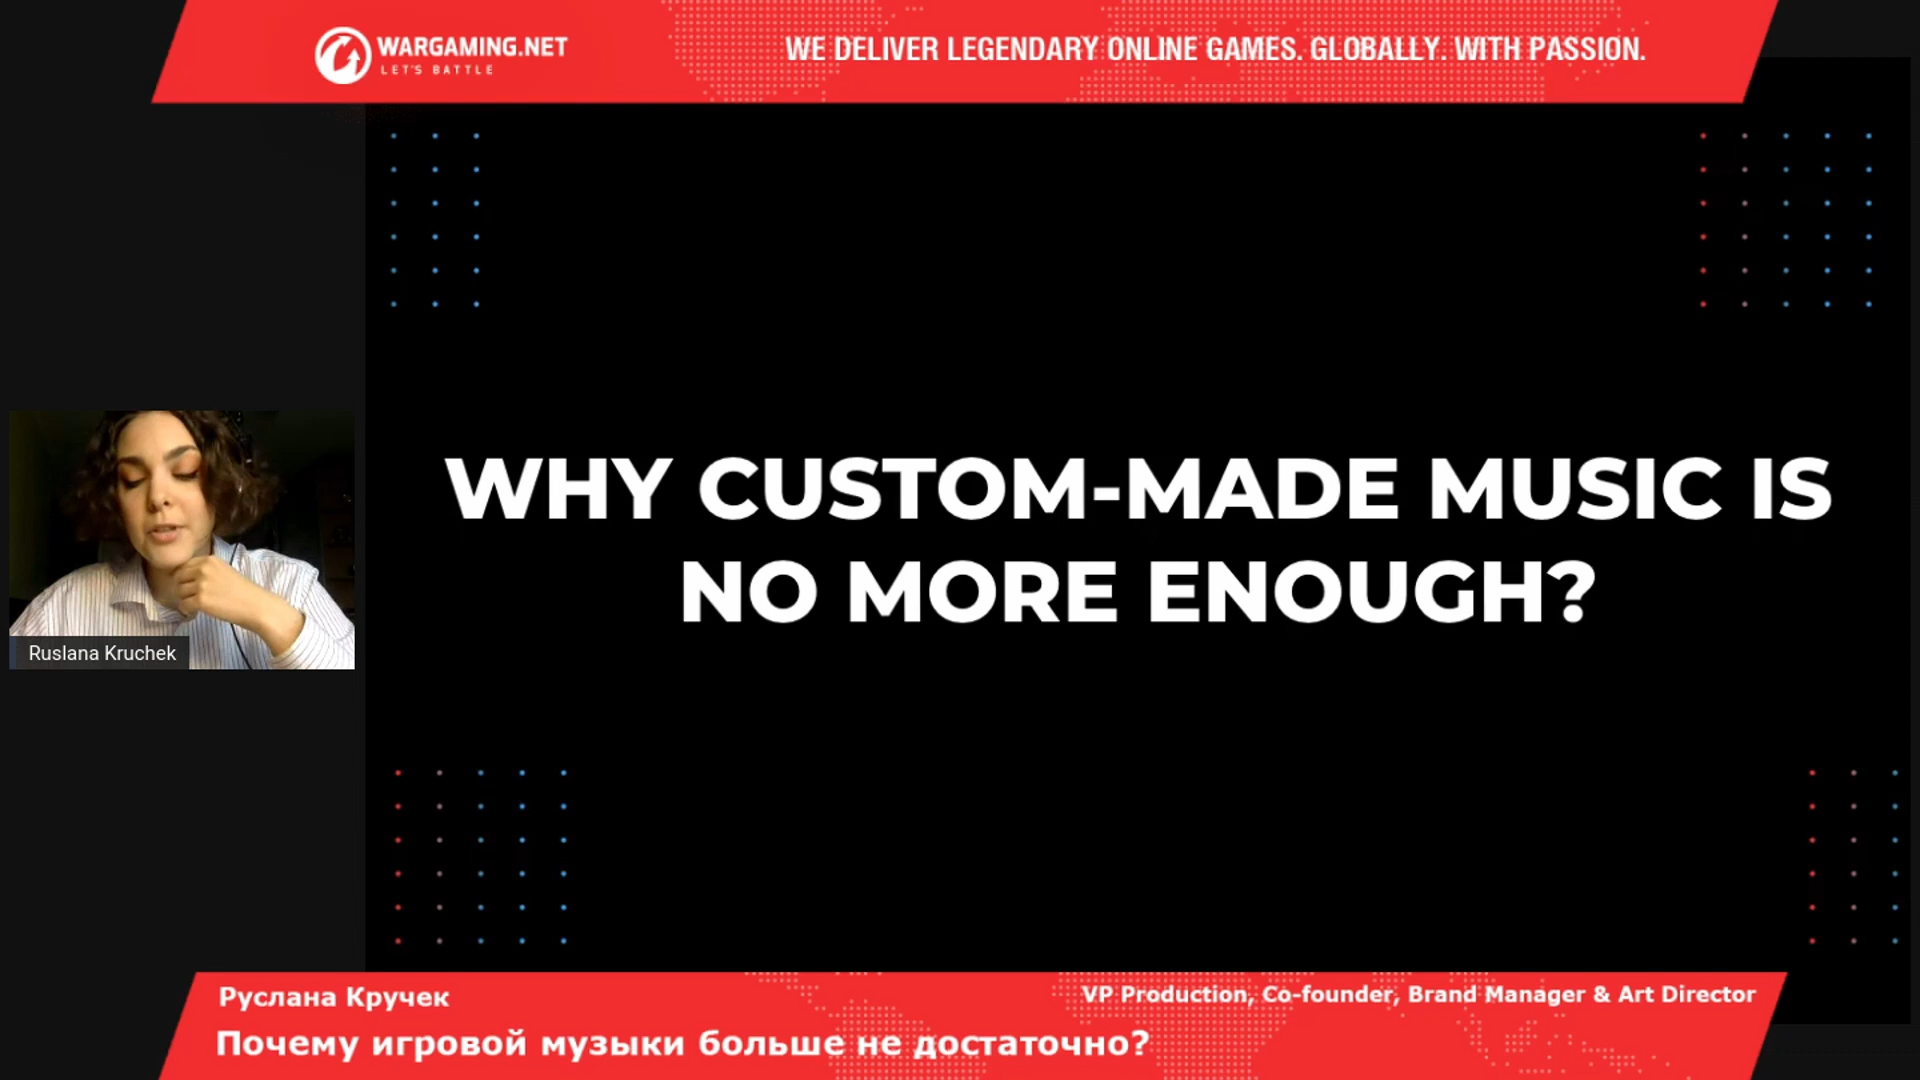 WARGAMING.NET
LET'S BATTLE
WE DELIVER LEGENDARY ONLINE GAMES. GLOBALLY. WITH PASSION.
WHY CUSTOM-MADE MUSIC IS
NO MORE ENOUGH?
Ruslana Kruchek
Руслана Кручек
VP Production, Co-founder, Brand Manager & Art Director
Почему игровой музыки больше не достаточно?